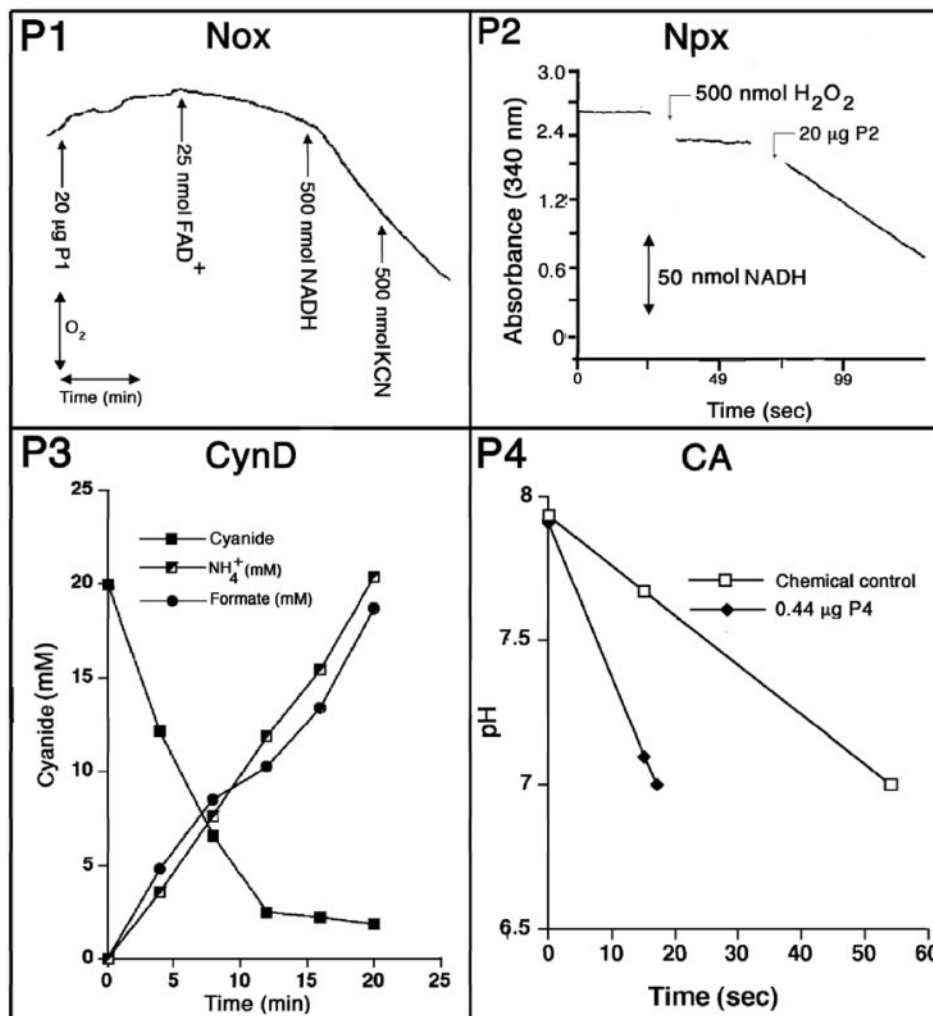 P1
Nox
20 µg P1
25 nmol FAD+
500 nmol NADH
500 nmolKCN
O2
Time (min)
P2
Npx
3.0
2.4
1.2
0.6
0
Absorbance (340 nm)
500 nmol H2O2
20 µg P2
50 nmol NADH
0
49
99
Time (sec)
P3
CynD
25
20
15
10
5
0
Cyanide (mM)
Cyanide
NH4+ (mM)
Formate (mM)
0
5
10
15
20
25
Time (min)
P4
CA
8
7.5
7
6.5
pH
Chemical control
0.44 µg P4
0
10
20
30
40
50
60
Time (sec)